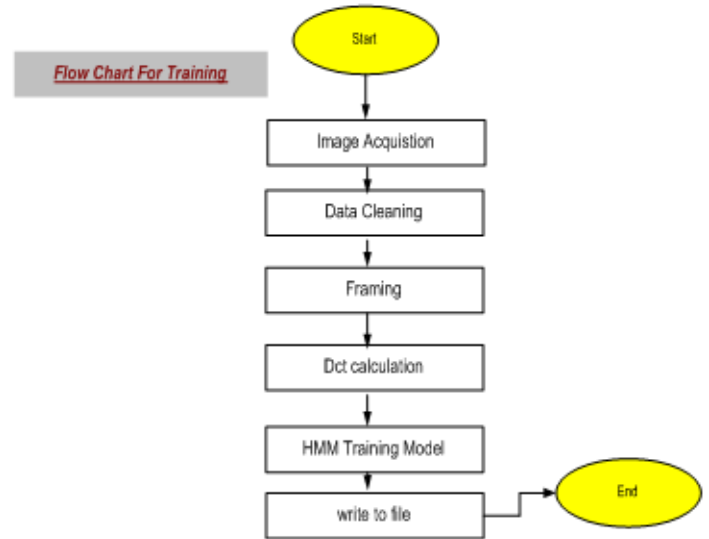 Start
Flow Chart For Training
Image Acquistion
Data Cleaning
Framing
Dct calculation
HMM Training Model
write to file
End